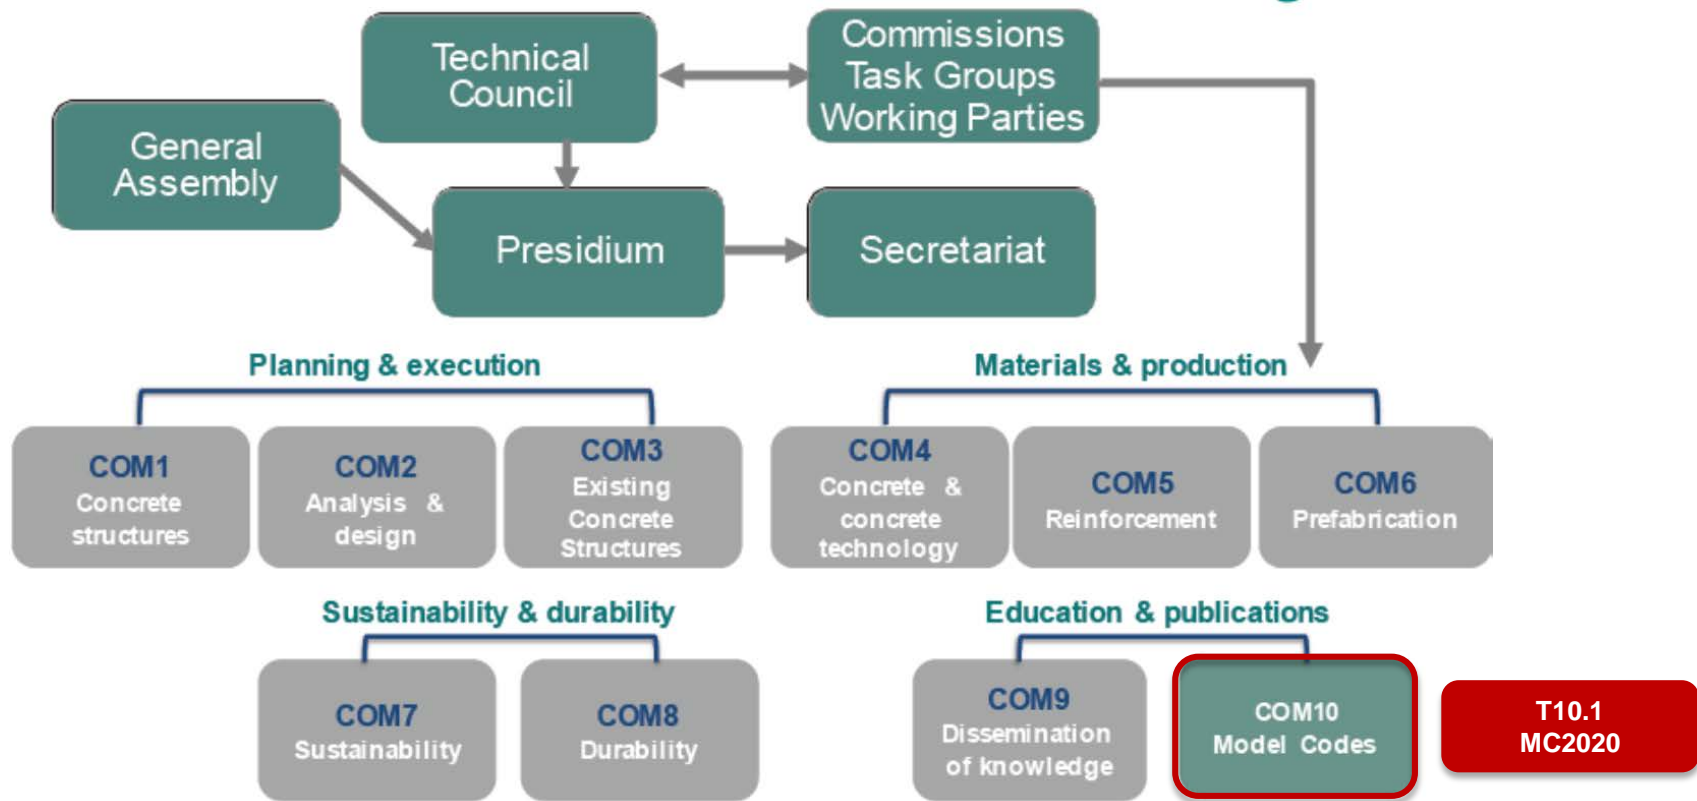 Technical
Council
Commissions
Task Groups
Working Parties
General
Assembly
Presidium
Secretariat
Planning & execution
Materials & production
COM1
Concrete
structures
COM2
Analysis &
design
COM3
Existing
Concrete
Structures
COM4
Concrete &
concrete
technology
COM5
Reinforcement
COM6
Prefabrication
Sustainability & durability
Education & publications
COM7
Sustainability
COM8
Durability
COM9
Dissemination
of knowledge
COM10
Model Codes
T10.1
MC2020